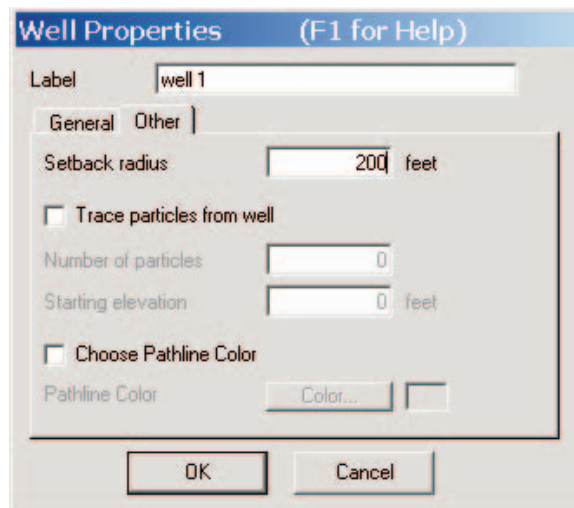 Well Properties (F1 for Help)
Label well 1
General Other
Setback radius 200 feet
Trace particles from well
Number of particles 0
Starting elevation 0 feet
Choose Pathline Color
Pathline Color Color...
OK Cancel